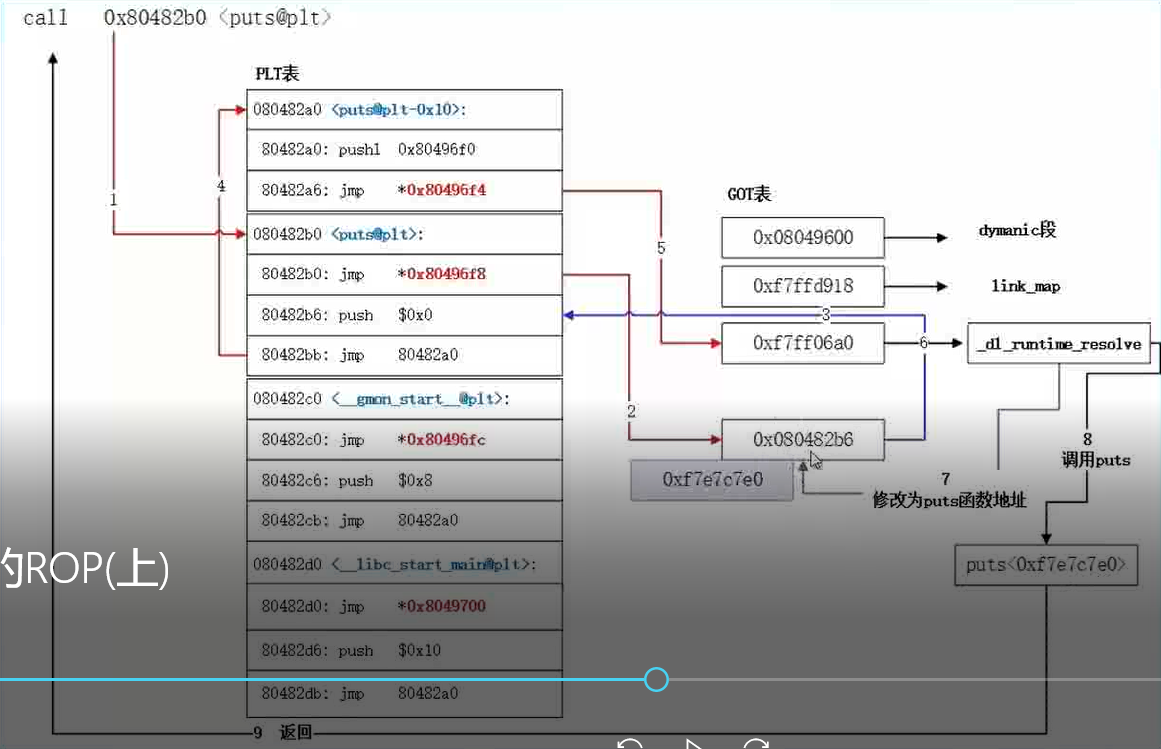 call 0x80482b0 <puts@plt>
PLT表
080482a0 <puts@plt-0x10>:
80482a0: pushl 0x80496f0
80482a6: jmp *0x80496f4
080482b0 <puts@plt>:
80482b0: jmp *0x80496f8
80482b6: push $0x0
80482bb: jmp 80482a0
080482c0 <__gmon_start__@plt>:
80482c0: jmp *0x80496fc
80482c6: push $0x8
80482cb: jmp 80482a0
080482d0 <__libc_start_main@plt>:
80482d0: jmp *0x8049700
80482d6: push $0x10
80482db: jmp 80482a0
1
4
5
2
GOT表
0x08049600
dymanic段
0xf7ffd918
link_map
3
0xf7ff06a0
6
_dl_runtime_resolve
0x080482b6
0xf7e7c7e0
7
修改为puts函数地址
8
调用puts
puts<0xf7e7c7e0>
9 返回
的ROP(上)